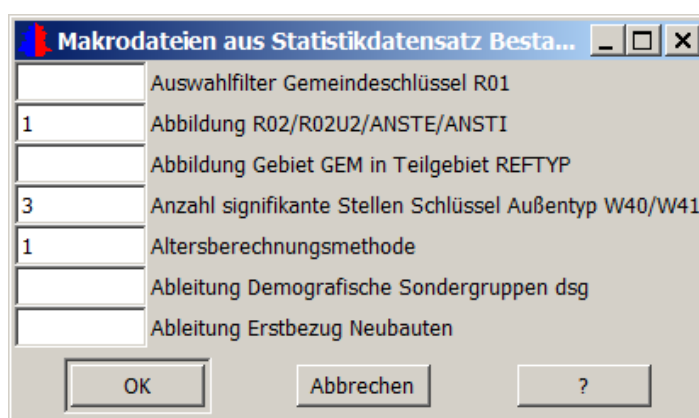 Makrodateien aus Statistikdatensatz Besta...
Auswahlfilter Gemeindeschlüssel R01
1 Abbildung R02/R02U2/ANSTE/ANSTI
Abbildung Gebiet GEM in Teilgebiet REFTYP
3 Anzahl signifikante Stellen Schlüssel Außentyp W40/W41
1 Altersberechnungsmethode
Ableitung Demografische Sondergruppen dsg
Ableitung Erstbezug Neubauten
OK Abbrechen ?